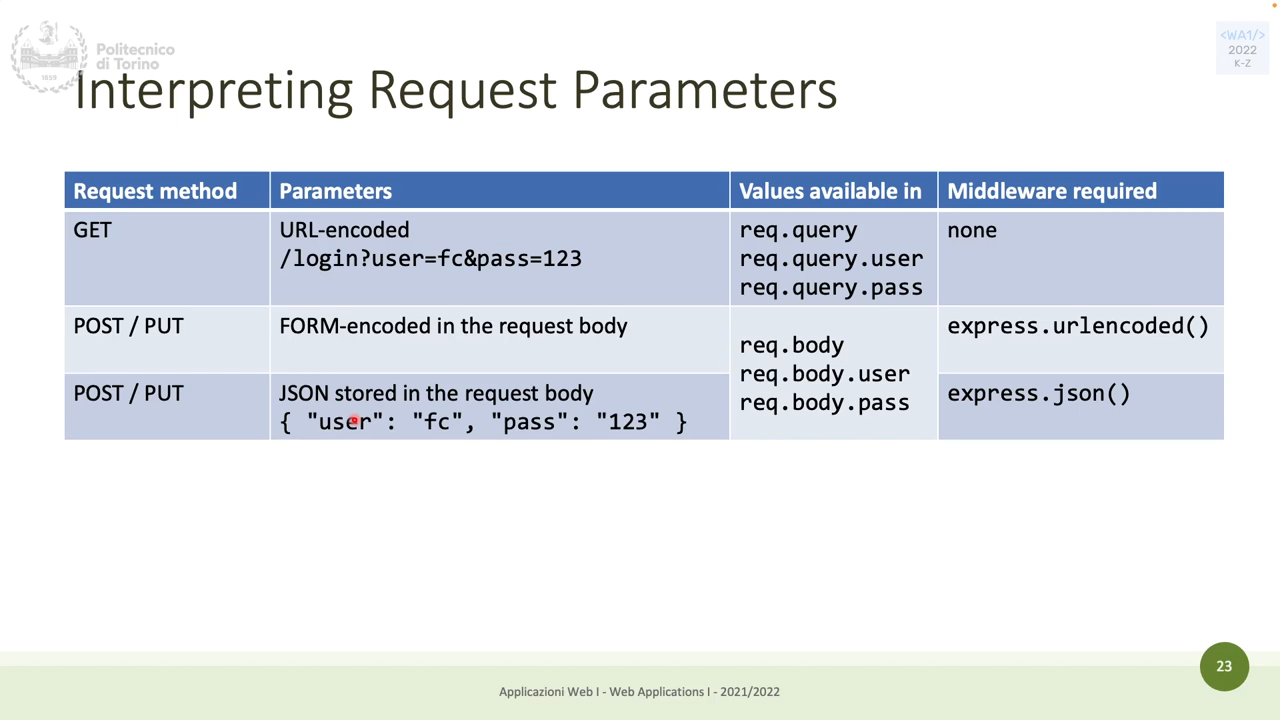 Politecnico
di Torino
1859
<WA1/>
2022
K-Z
Interpreting Request Parameters
Request method Parameters Values available in Middleware required
GET URL-encoded req.query none
/login?user=fc&pass=123 req.query.user
req.query.pass
POST / PUT FORM-encoded in the request body express.urlencoded()
req.body
req.body.user
req.body.pass
POST / PUT JSON stored in the request body express.json()
{ "user": "fc", "pass": "123" }
23
Applicazioni Web I - Web Applications I - 2021/2022